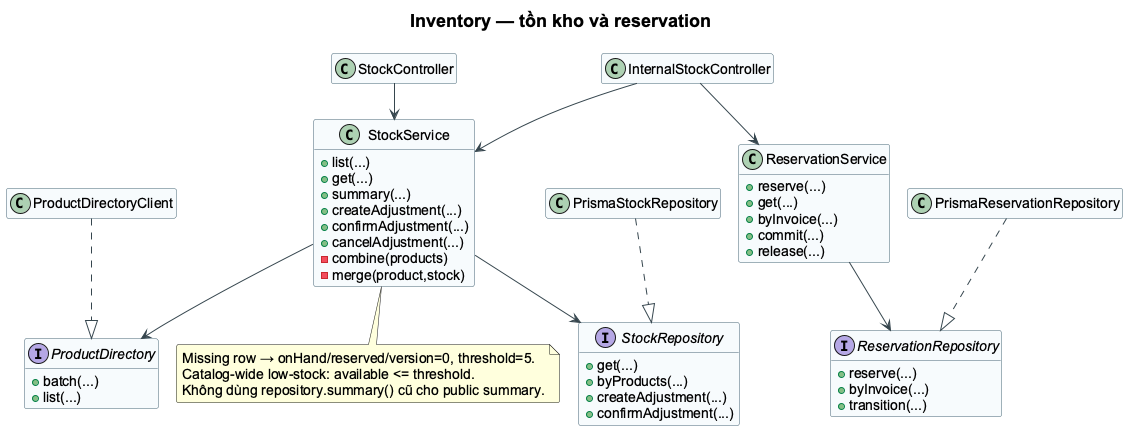 Inventory — tồn kho và reservation
C StockController
C InternalStockController
C StockService
list(...)
get(...)
summary(...)
createAdjustment(...)
confirmAdjustment(...)
cancelAdjustment(...)
combine(products)
merge(product,stock)
C ReservationService
reserve(...)
get(...)
byInvoice(...)
commit(...)
release(...)
C ProductDirectoryClient
C PrismaStockRepository
C PrismaReservationRepository
I ProductDirectory
batch(...)
list(...)
Missing row → onHand/reserved/version=0, threshold=5.
Catalog-wide low-stock: available <= threshold.
Không dùng repository.summary() cũ cho public summary.
I StockRepository
get(...)
byProducts(...)
createAdjustment(...)
confirmAdjustment(...)
I ReservationRepository
reserve(...)
byInvoice(...)
transition(...)